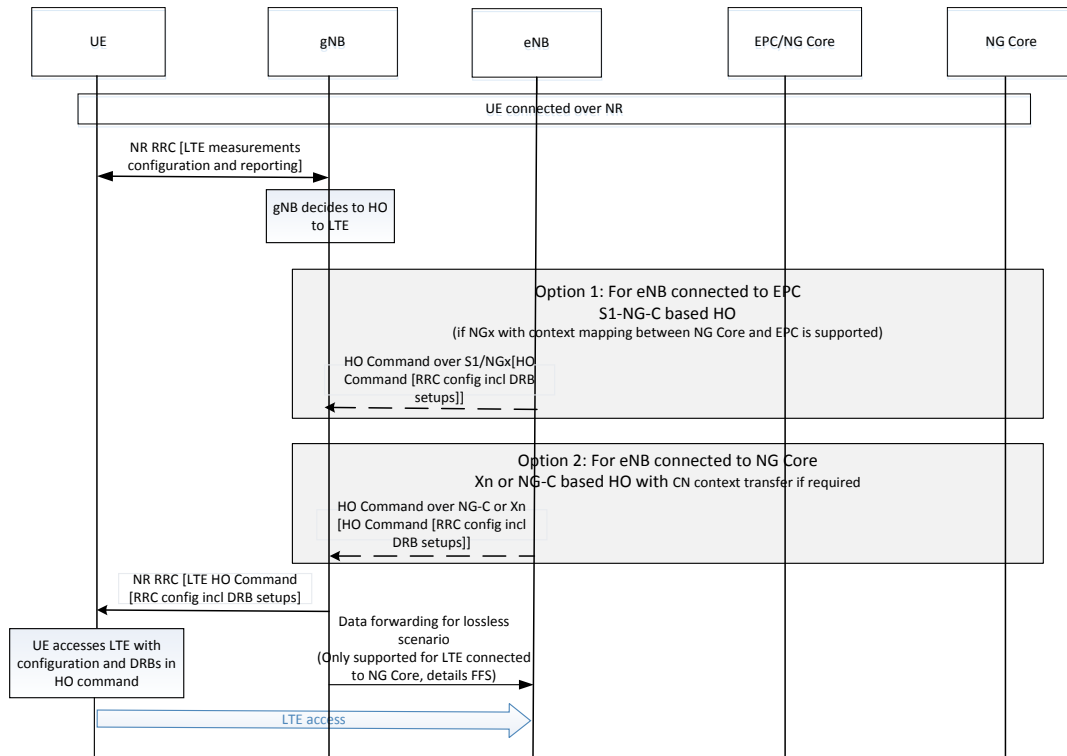 UE
gNB
eNB
EPC/NG Core
NG Core
UE connected over NR
NR RRC [LTE measurements
configuration and reporting]
gNB decides to HO
to LTE
Option 1: For eNB connected to EPC
S1-NG-C based HO
(if NGx with context mapping between NG Core and EPC is supported)
HO Command over S1/NGx[HO
Command [RRC config incl DRB
setups]]
Option 2: For eNB connected to NG Core
Xn or NG-C based HO with CN context transfer if required
HO Command over NG-C or Xn
[HO Command [RRC config incl
DRB setups]]
NR RRC [LTE HO Command
[RRC config incl DRB setups]
UE accesses LTE with
configuration and DRBs in
HO command
Data forwarding for lossless
scenario
(Only supported for LTE connected
to NG Core, details FFS)
LTE access